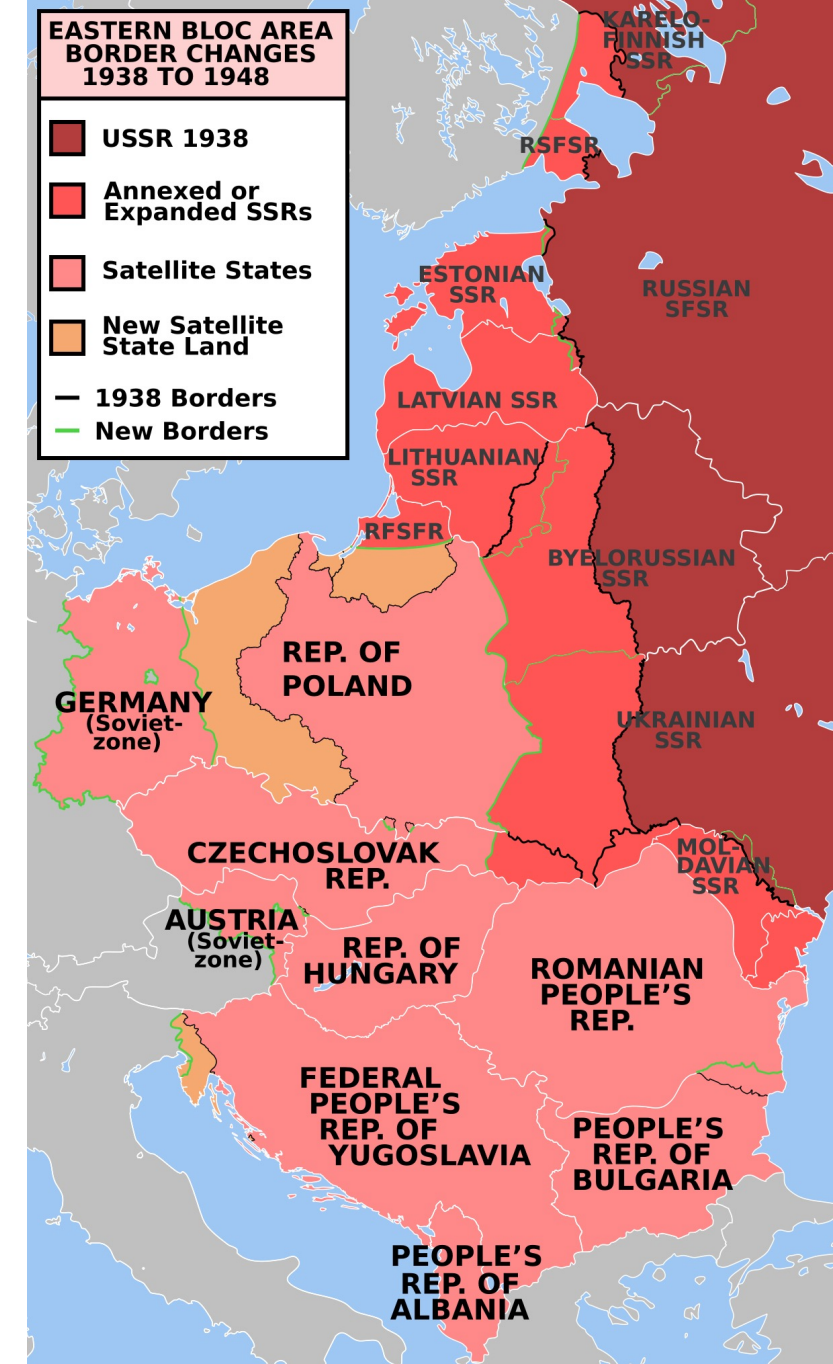 EASTERN BLOC AREA
BORDER CHANGES
1938 TO 1948
USSR 1938
Annexed or
Expanded SSRs
Satellite States
New Satellite
State Land
1938 Borders
New Borders
KARELO-
FINNISH
SSR
RSFSR
ESTONIAN
SSR
RUSSIAN
SFSR
LATVIAN SSR
LITHUANIAN
SSR
RFSFR
BYELORUSSIAN
SSR
REP. OF
POLAND
GERMANY
(Soviet-
zone)
UKRAINIAN
SSR
CZECHOSLOVAK
REP.
MOL-
DAVIAN
SSR
AUSTRIA
(Soviet-
zone)
REP. OF
HUNGARY
ROMANIAN
PEOPLE'S
REP.
FEDERAL
PEOPLE'S
REP. OF
YUGOSLAVIA
PEOPLE'S
REP. OF
BULGARIA
PEOPLE'S
REP. OF
ALBANIA